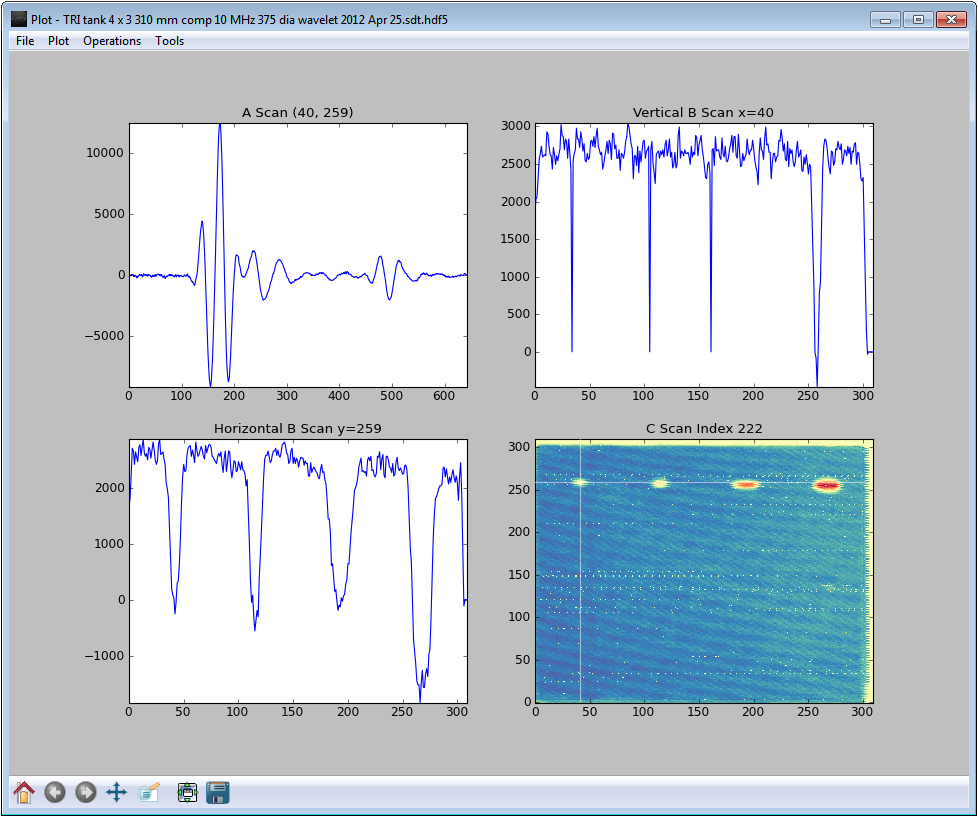 Plot - TRI tank 4 x 3 310 mm comp 10 MHz 375 dia wavelet 2012 Apr 25.sdt.hdf5
File Plot Operations Tools
A Scan (40, 259)
10000
5000
0
−5000
0 100 200 300 400 500 600
Vertical B Scan x=40
3000
2500
2000
1500
1000
500
0
0 50 100 150 200 250 300
Horizontal B Scan y=259
2000
1000
0
−1000
0 50 100 150 200 250 300
C Scan Index 222
300
250
200
150
100
50
0
0 50 100 150 200 250 300